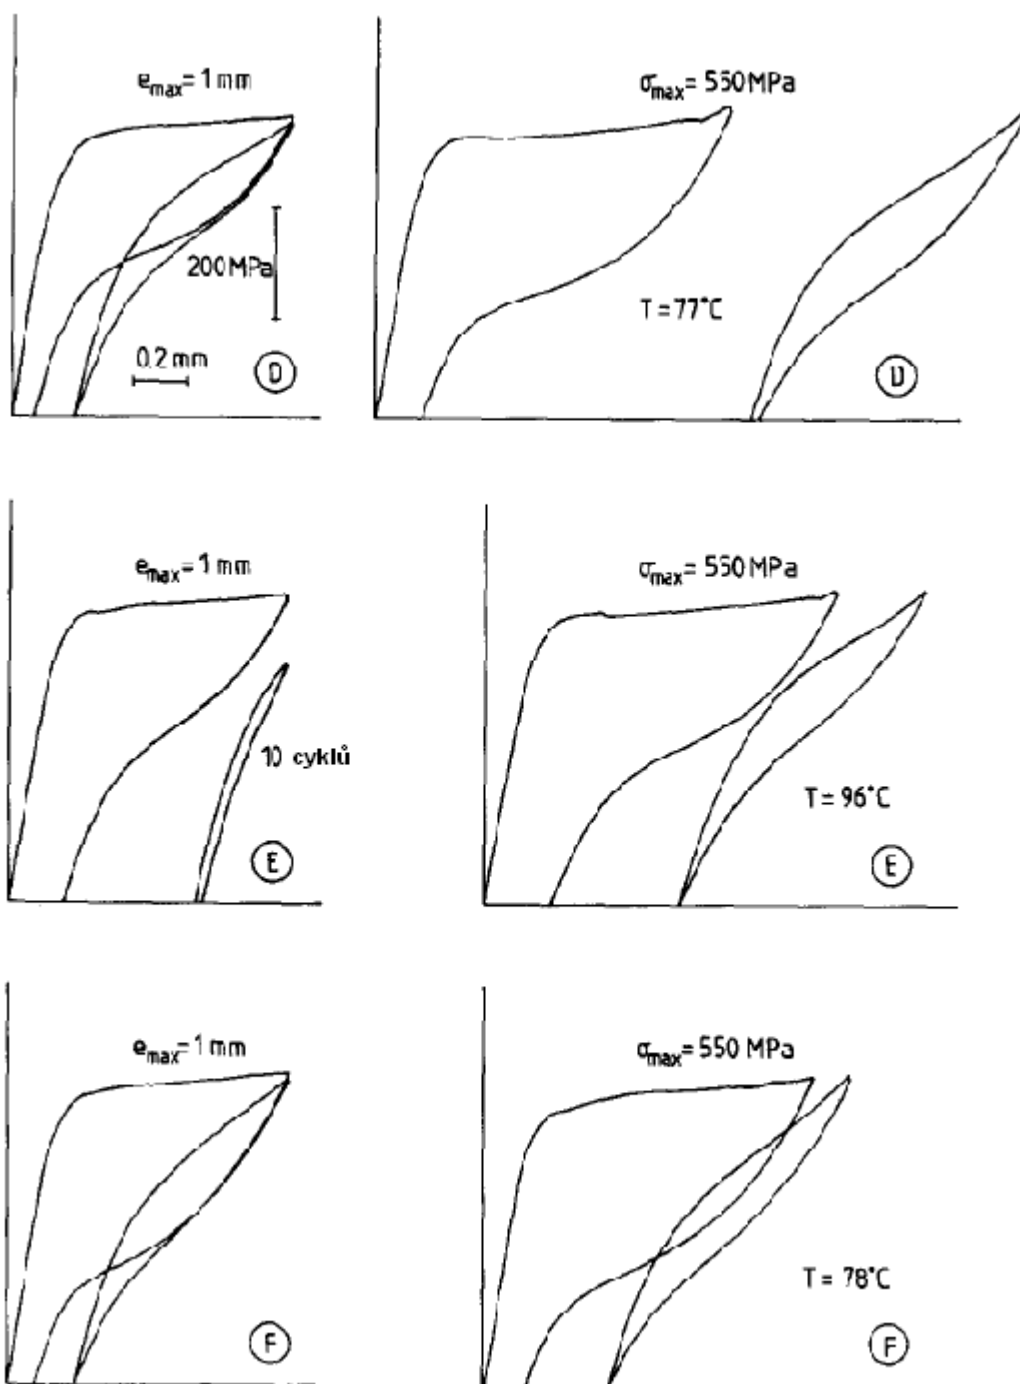 e_max = 1 mm
σ_max = 550 MPa
200 MPa
T = 77°C
0.2 mm
D
D
e_max = 1 mm
σ_max = 550 MPa
10 cyklů
T = 96°C
E
E
e_max = 1 mm
σ_max = 550 MPa
T = 78°C
F
F